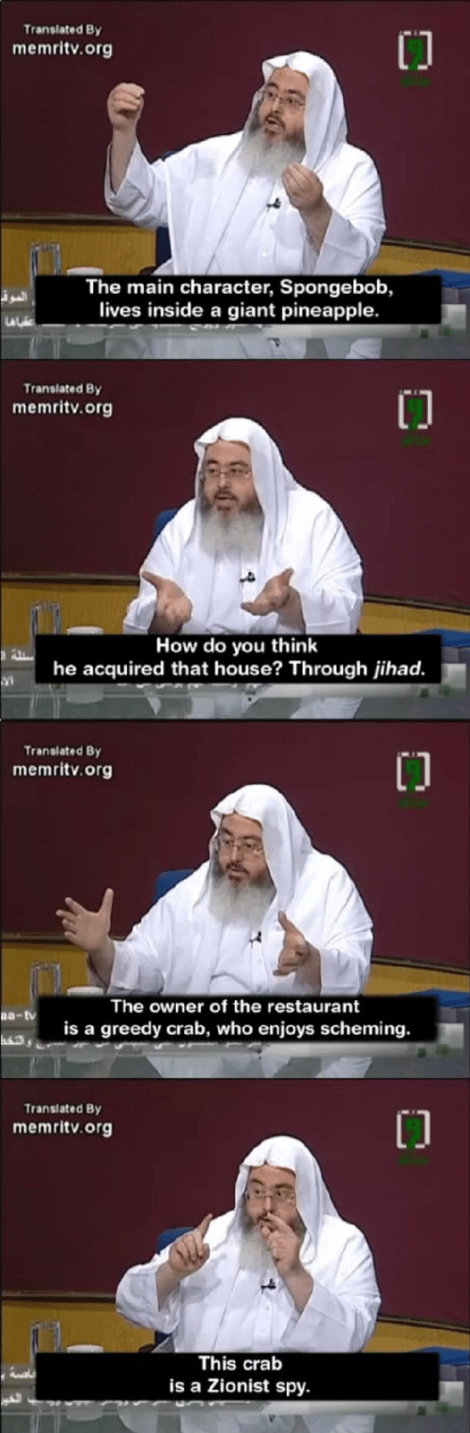 Translated By
memritv.org
The main character, Spongebob,
lives inside a giant pineapple.
Translated By
memritv.org
How do you think
he acquired that house? Through jihad.
Translated By
memritv.org
The owner of the restaurant
is a greedy crab, who enjoys scheming.
Translated By
memritv.org
This crab
is a Zionist spy.